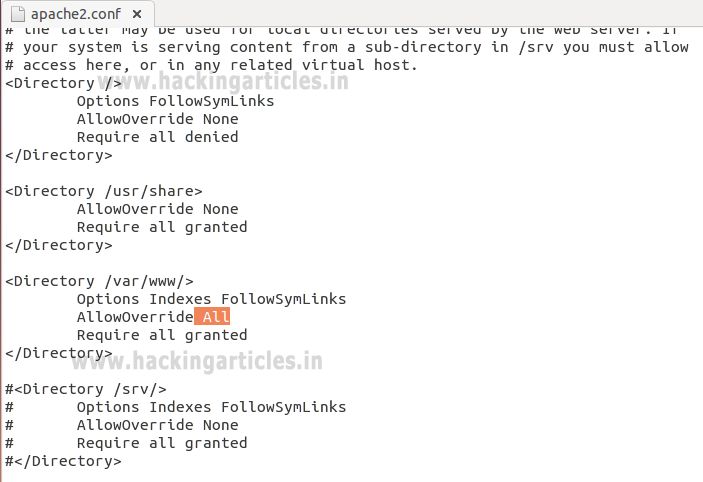 apache2.conf ×
# the latter may be used for local directories served by the web server. If
# your system is serving content from a sub-directory in /srv you must allow
# access here, or in any related virtual host.
www.hackingarticles.in
<Directory />
        Options FollowSymLinks
        AllowOverride None
        Require all denied
</Directory>

<Directory /usr/share>
        AllowOverride None
        Require all granted
</Directory>

<Directory /var/www/>
        Options Indexes FollowSymLinks
        AllowOverride All
        Require all granted
</Directory>
www.hackingarticles.in

#<Directory /srv/>
#       Options Indexes FollowSymLinks
#       AllowOverride None
#       Require all granted
#</Directory>